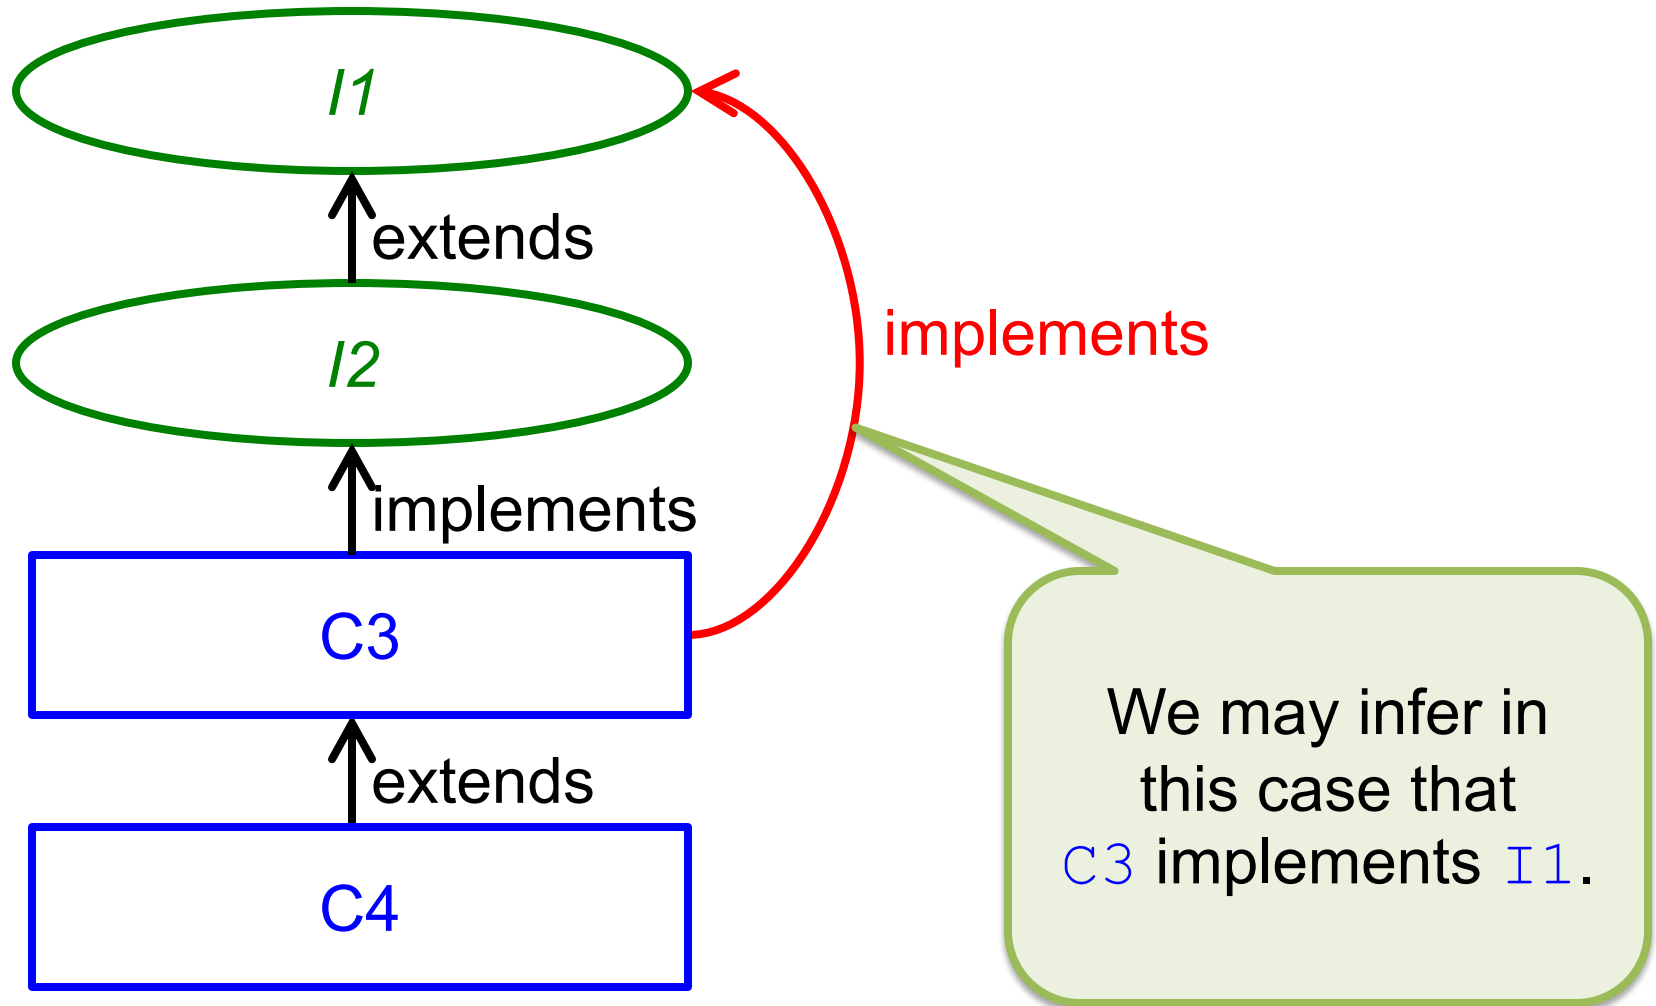 I1
extends
I2
implements
implements
C3
extends
C4
We may infer in
this case that
C3 implements I1.